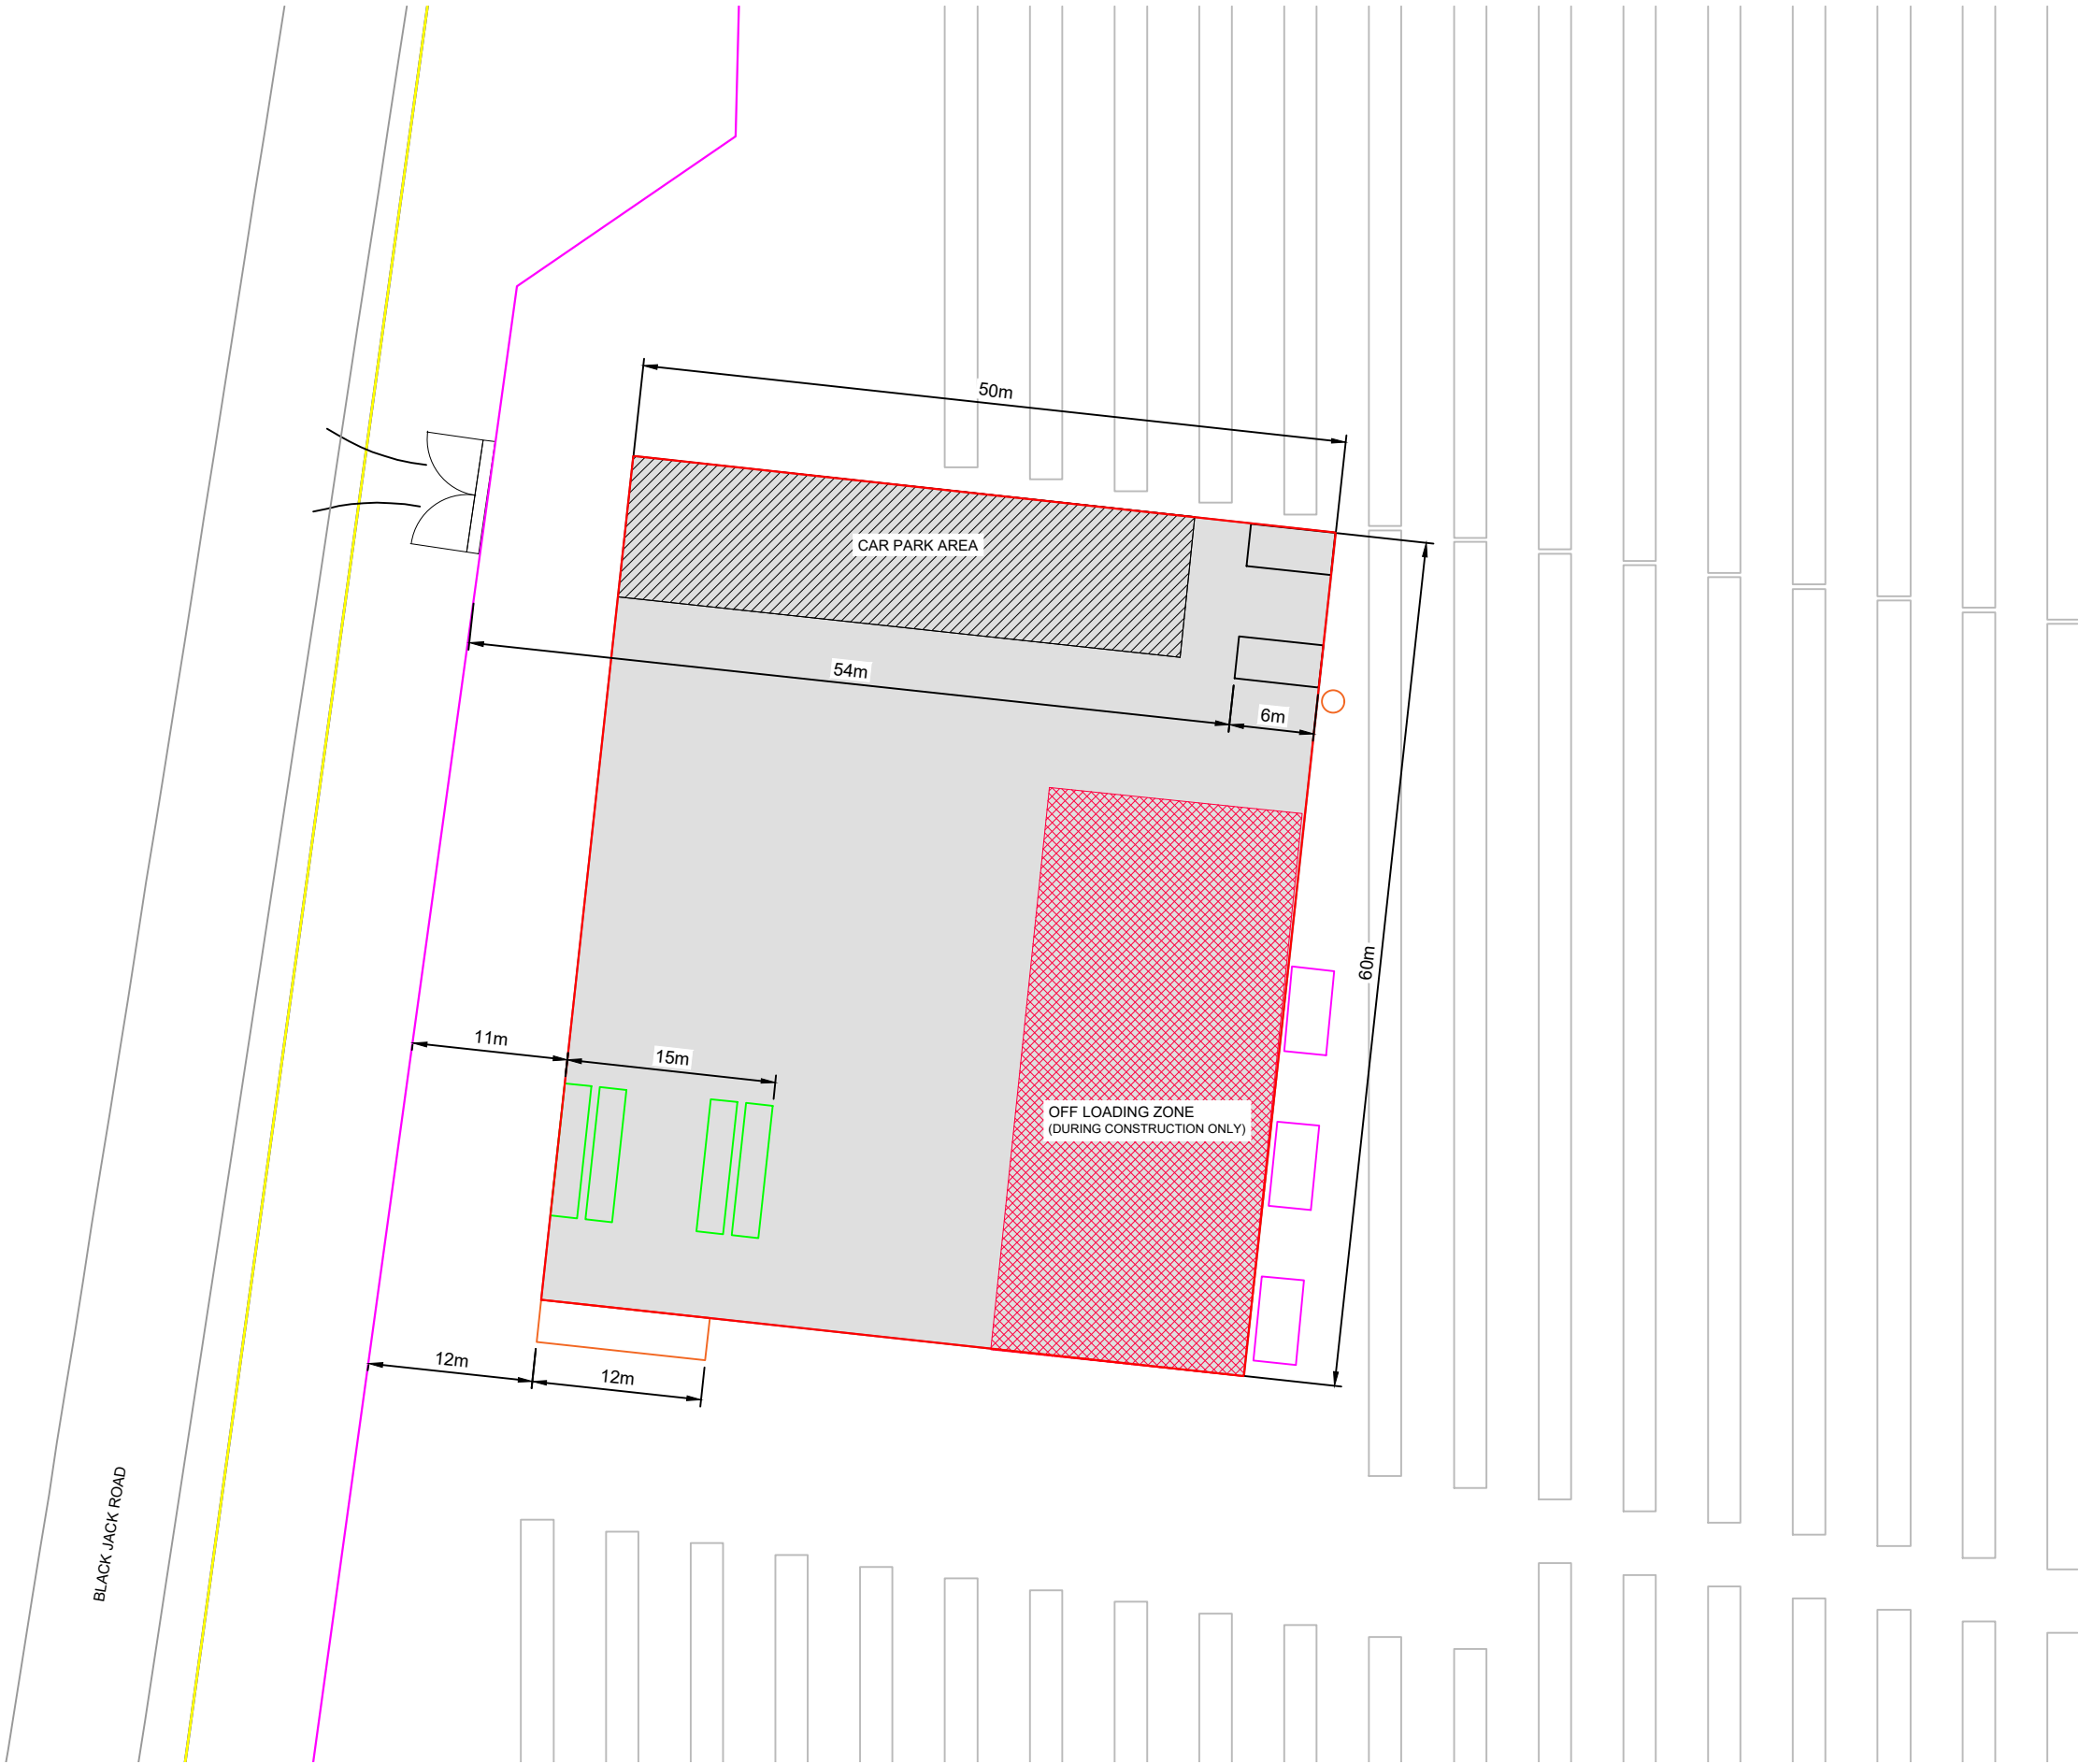 50m
CAR PARK AREA
54m
6m
60m
11m
15m
OFF LOADING ZONE
(DURING CONSTRUCTION ONLY)
12m
12m
BLACK JACK ROAD